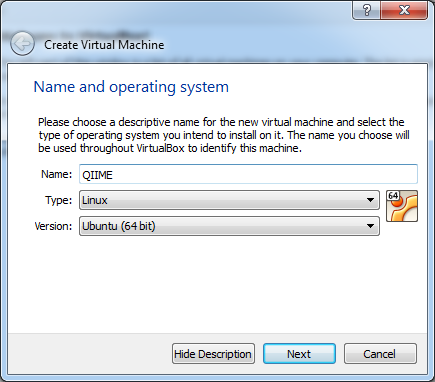 Create Virtual Machine
Name and operating system
Please choose a descriptive name for the new virtual machine and select the
type of operating system you intend to install on it. The name you choose will
be used throughout VirtualBox to identify this machine.
Name: QIIME
Type: Linux
64
Version: Ubuntu (64 bit)
Hide Description Next Cancel